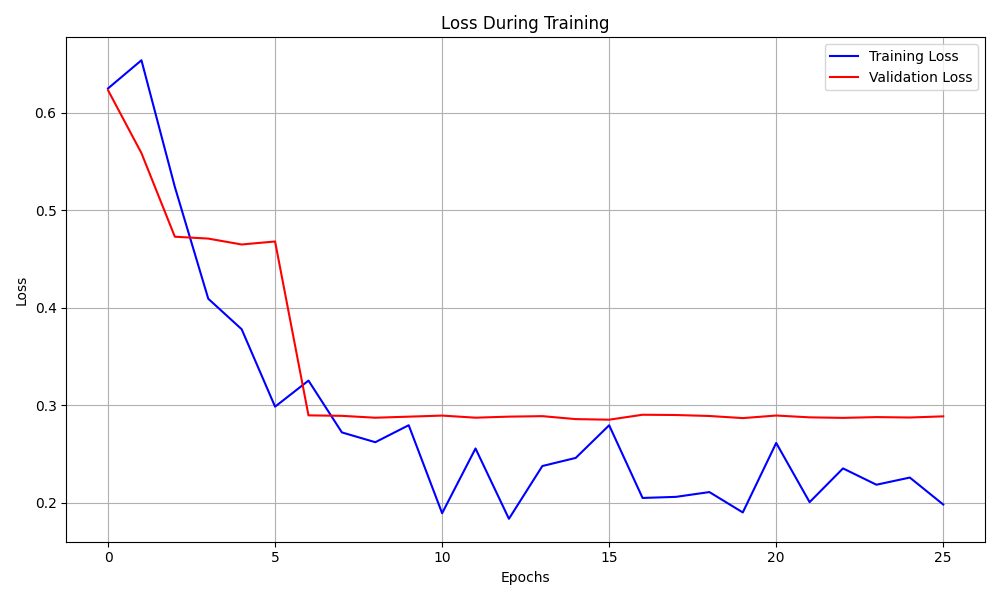 Loss During Training
Training Loss
Validation Loss
Loss
0.6
0.5
0.4
0.3
0.2
0 5 10 15 20 25
Epochs